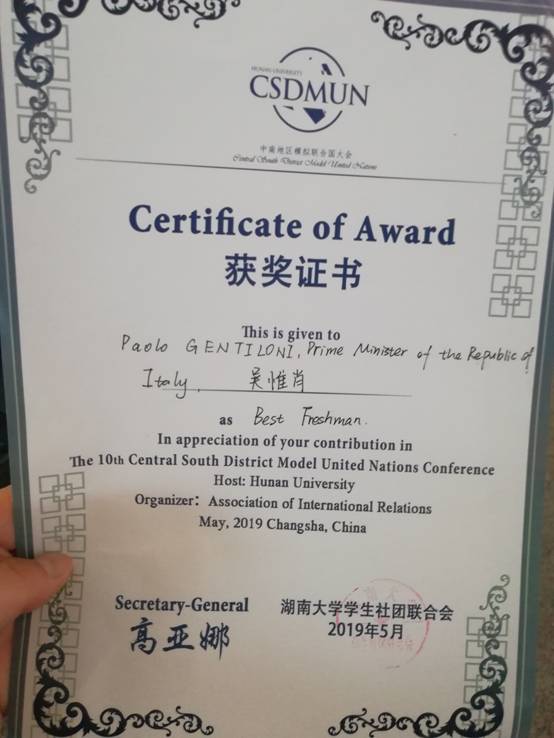 HUNAN UNIVERSITY
CSDMUN
中南地区模拟联合国大会
Central South District Model United Nations
Certificate of Award
获奖证书
This is given to
Paolo GENTILONI, Prime Minister of the Republic of
Italy, 吴惟肖
as Best Freshman.
In appreciation of your contribution in
The 10th Central South District Model United Nations Conference
Host: Hunan University
Organizer: Association of International Relations
May, 2019 Changsha, China
Secretary-General
高亚娜
湖南大学学生社团联合会
2019年5月